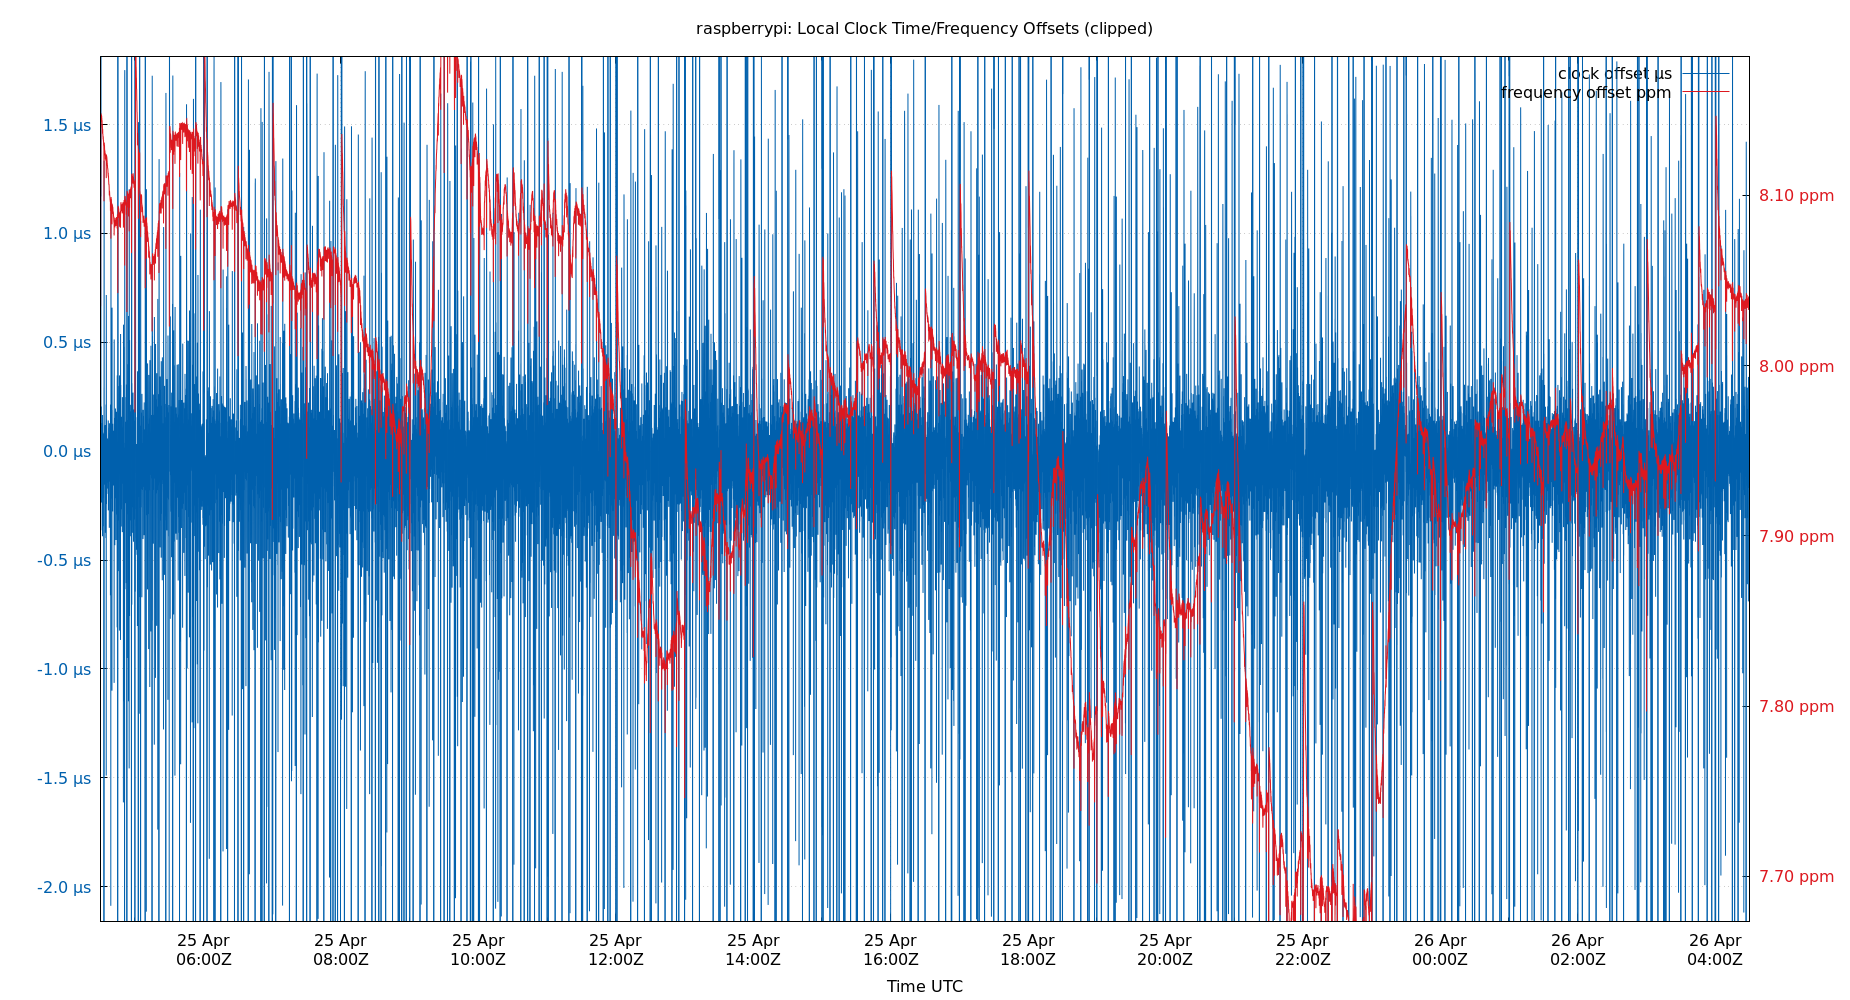 raspberrypi: Local Clock Time/Frequency Offsets (clipped)
clock offset µs
frequency offset ppm
1.5 µs
1.0 µs
0.5 µs
0.0 µs
-0.5 µs
-1.0 µs
-1.5 µs
-2.0 µs
8.10 ppm
8.00 ppm
7.90 ppm
7.80 ppm
7.70 ppm
25 Apr 25 Apr 25 Apr 25 Apr 25 Apr 25 Apr 25 Apr 25 Apr 25 Apr 26 Apr 26 Apr 26 Apr
06:00Z 08:00Z 10:00Z 12:00Z 14:00Z 16:00Z 18:00Z 20:00Z 22:00Z 00:00Z 02:00Z 04:00Z
Time UTC